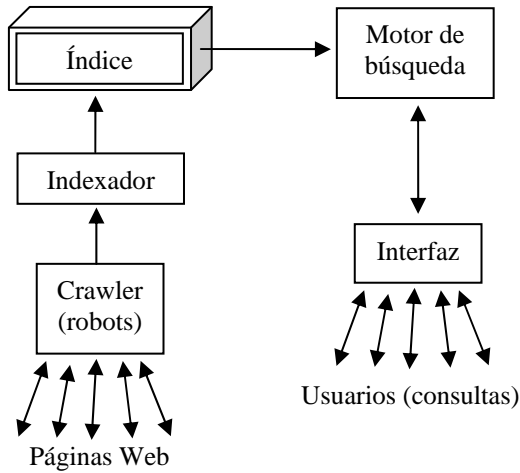 Índice
Motor de
búsqueda
Indexador
Interfaz
Crawler
(robots)
Usuarios (consultas)
Páginas Web